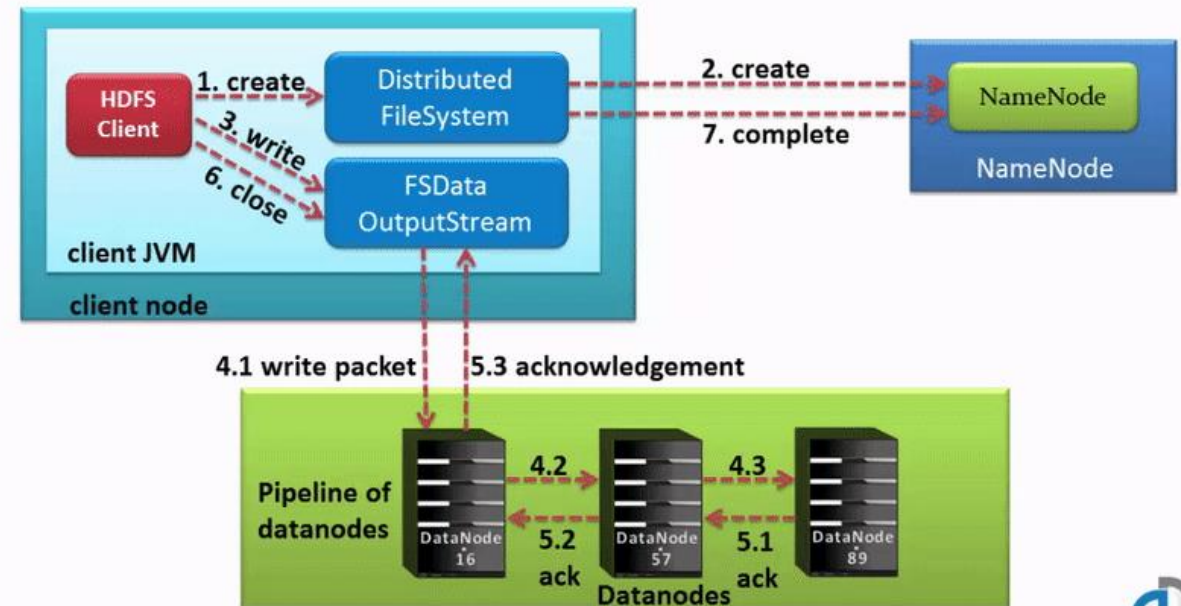 HDFS
Client
1. create
3. write
6. close
Distributed
FileSystem
FSData
OutputStream
client JVM
client node
2. create
7. complete
NameNode
NameNode
4.1 write packet
5.3 acknowledgement
Pipeline of
datanodes
4.2
4.3
DataNode
16
DataNode
57
DataNode
89
5.2
ack
5.1
ack
Datanodes